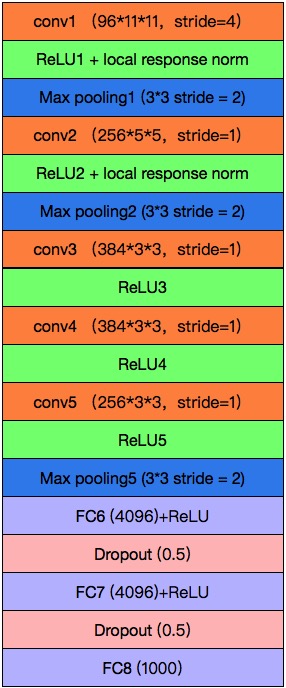 conv1 （96*11*11，stride=4）
ReLU1 + local response norm
Max pooling1 (3*3 stride = 2)
conv2 （256*5*5，stride=1）
ReLU2 + local response norm
Max pooling2 (3*3 stride = 2)
conv3 （384*3*3，stride=1）
ReLU3
conv4 （384*3*3，stride=1）
ReLU4
conv5 （256*3*3，stride=1）
ReLU5
Max pooling5 (3*3 stride = 2)
FC6 (4096)+ReLU
Dropout (0.5)
FC7 (4096)+ReLU
Dropout (0.5)
FC8 (1000)